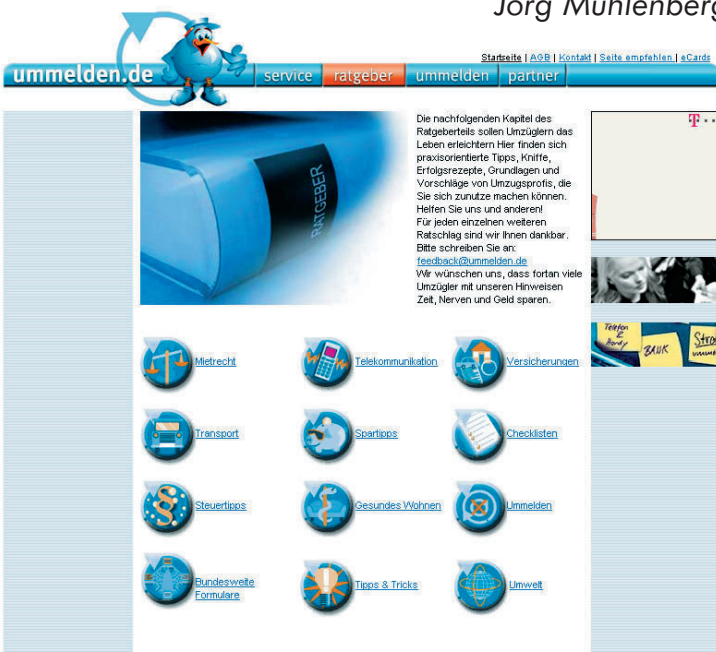 Jörg Mühlenberg
Startseite | AGB | Kontakt | Seite empfehlen | eCards
ummelden.de
service ratgeber ummelden partner
Die nachfolgenden Kapitel des
Ratgeberteils sollen Umzüglern das
Leben erleichtern Hier finden sich
praxisorientierte Tipps, Kniffe,
Erfolgsrezepte, Grundlagen und
Vorschläge von Umzugsprofis, die
Sie sich zunutze machen können.
Helfen Sie uns und anderen!
Für jeden einzelnen weiteren
Ratschlag sind wir Ihnen dankbar.
Bitte schreiben Sie an:
feedback@ummelden.de
Wir wünschen uns, dass fortan viele
Umzügler mit unseren Hinweisen
Zeit, Nerven und Geld sparen.
RATGEBER
T
Telefon
&
Handy
BANK
Mietrecht
Telekommunikation
Versicherungen
Transport
Spartipps
Checklisten
Steuertipps
Gesundes Wohnen
Ummelden
Bundesweite
Formulare
Tipps & Tricks
Umwelt